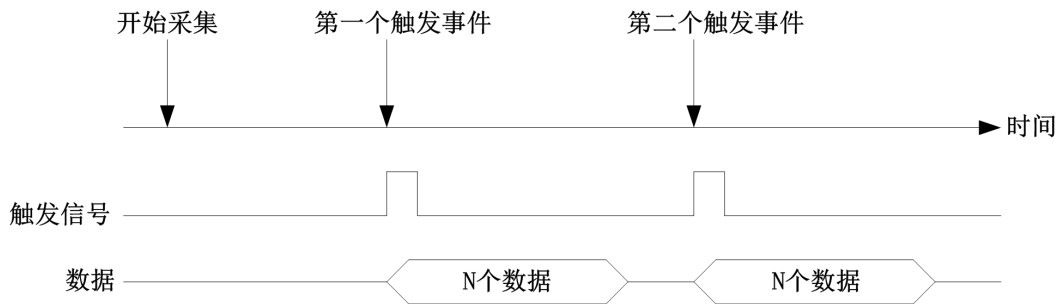 开始采集
第一个触发事件
第二个触发事件
时间
触发信号
数据
N个数据
N个数据